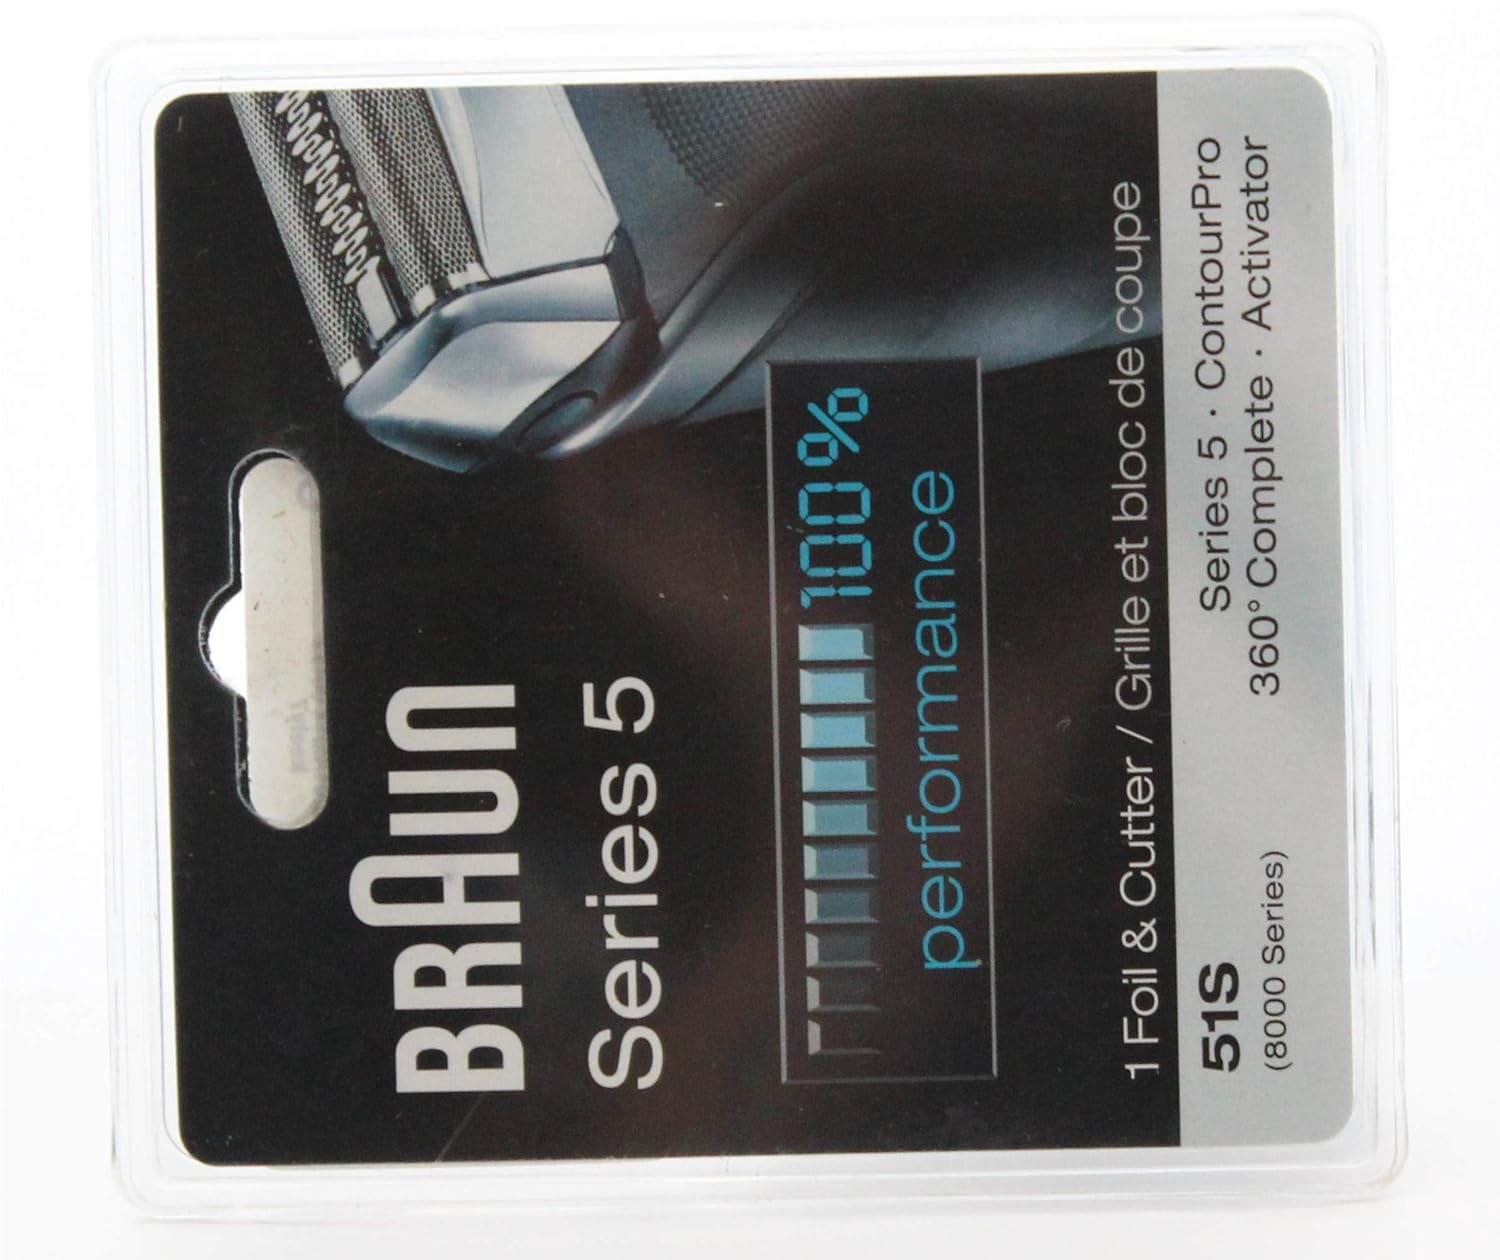 BRAUN
Series 5
100%
performance
1 Foil & Cutter / Grille et bloc de coupe
51S
(8000 Series)
Series 5 · ContourPro
360° Complete · Activator